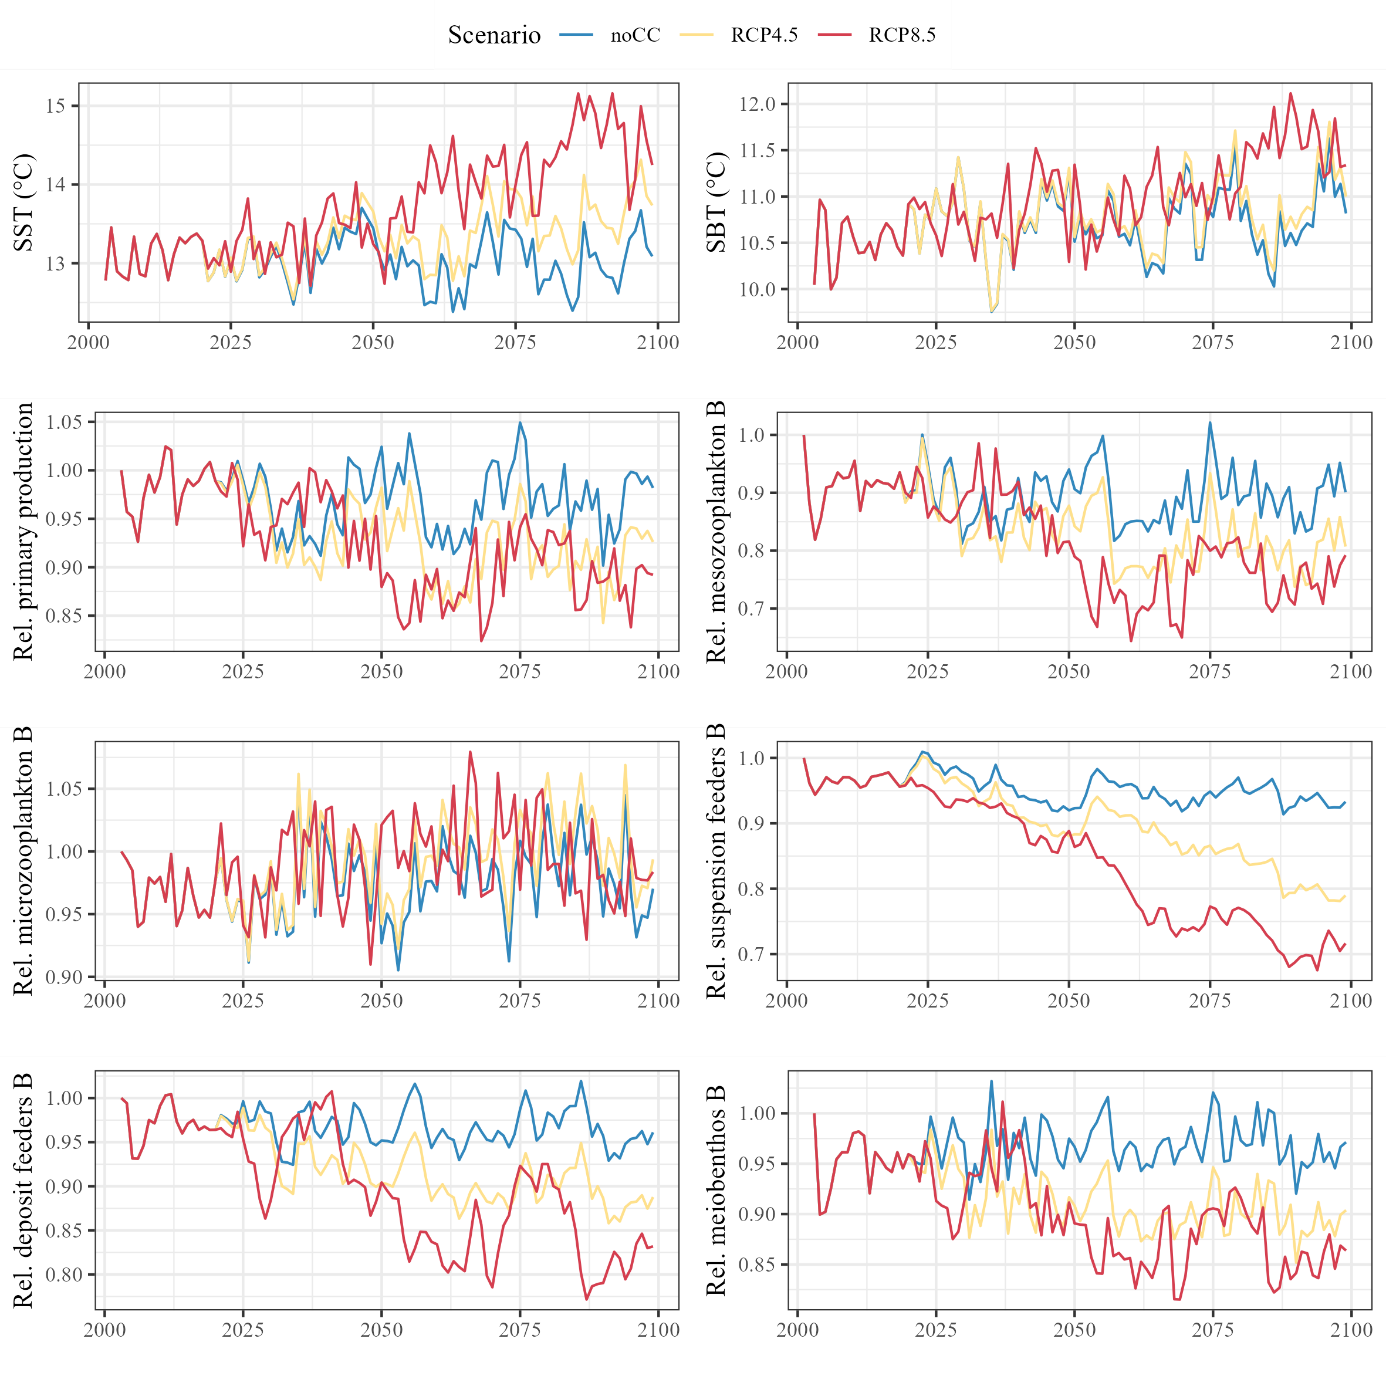 Scenario noCC RCP4.5 RCP8.5
SST (°C)
15
14
13
2000 2025 2050 2075 2100
SBT (°C)
12.0
11.5
11.0
10.5
10.0
2000 2025 2050 2075 2100
Rel. primary production
1.05
1.00
0.95
0.90
0.85
2000 2025 2050 2075 2100
Rel. mesozooplankton B
1.0
0.9
0.8
0.7
2000 2025 2050 2075 2100
Rel. microzooplankton B
1.05
1.00
0.95
0.90
2000 2025 2050 2075 2100
Rel. suspension feeders B
1.0
0.9
0.8
0.7
2000 2025 2050 2075 2100
Rel. deposit feeders B
1.00
0.95
0.90
0.85
0.80
2000 2025 2050 2075 2100
Rel. meiobenthos B
1.00
0.95
0.90
0.85
2000 2025 2050 2075 2100